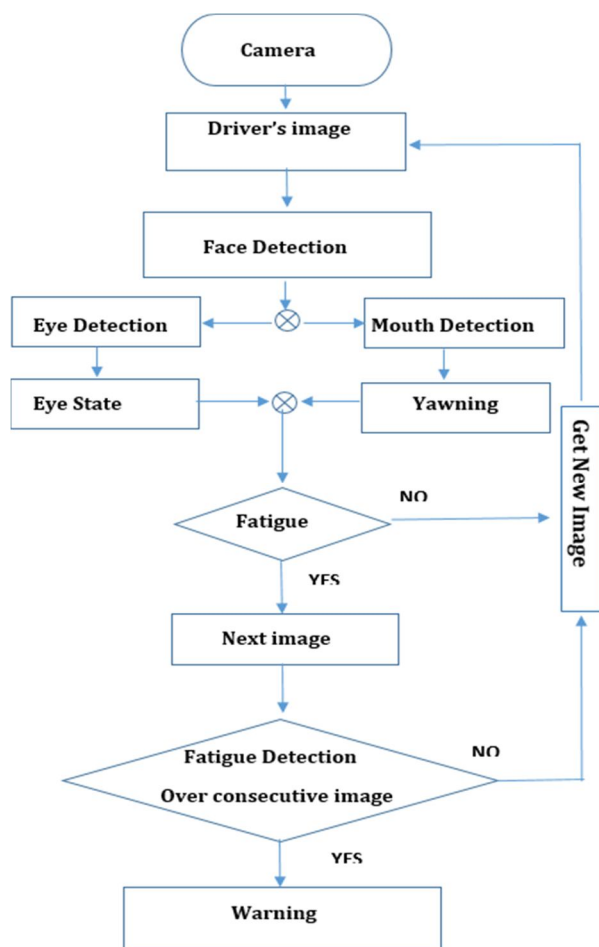 Camera
Driver's image
Face Detection
Eye Detection
Mouth Detection
Eye State
Yawning
Get New Image
NO
Fatigue
YES
Next image
NO
Fatigue Detection
Over consecutive image
YES
Warning